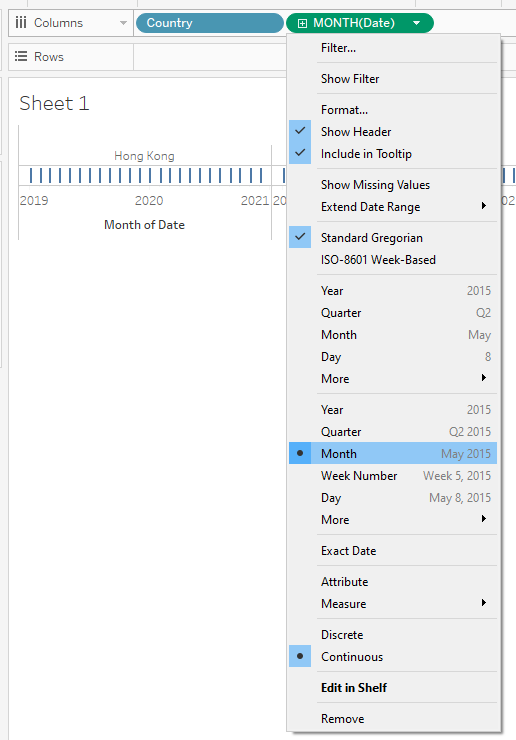 Columns Country MONTH(Date)
Rows
Sheet 1
Hong Kong
2019 2020 2021
Month of Date
Filter...
Show Filter
Format...
Show Header
Include in Tooltip
Show Missing Values
Extend Date Range
Standard Gregorian
ISO-8601 Week-Based
Year 2015
Quarter Q2
Month May
Day 8
More
Year 2015
Quarter Q2 2015
Month May 2015
Week Number Week 5, 2015
Day May 8, 2015
More
Exact Date
Attribute
Measure
Discrete
Continuous
Edit in Shelf
Remove